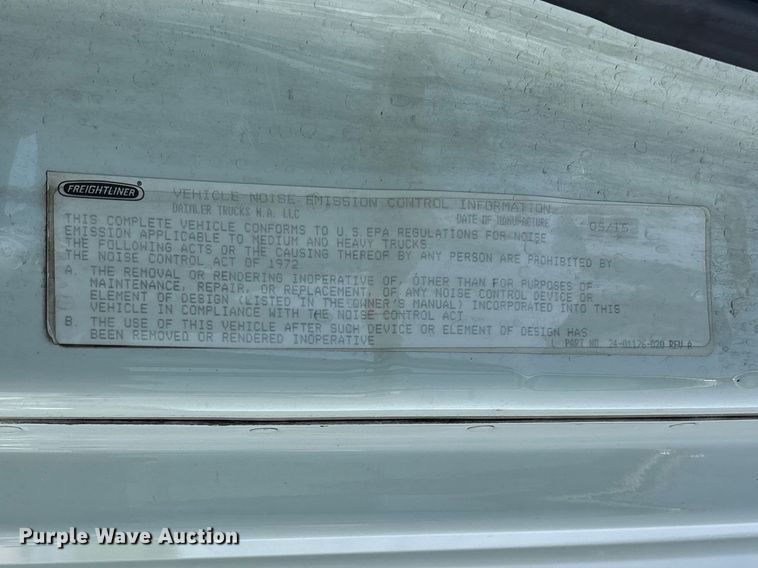 FREIGHTLINER
VEHICLE NOISE EMISSION CONTROL INFORMATION
DAIMLER TRUCKS N.A. LLC DATE OF MANUFACTURE 05/15
THIS COMPLETE VEHICLE CONFORMS TO U.S.EPA REGULATIONS FOR NOISE
EMISSION APPLICABLE TO MEDIUM AND HEAVY TRUCKS
THE FOLLOWING ACTS OR THE CAUSING THEREOF BY ANY PERSON ARE PROHIBITED BY
THE NOISE CONTROL ACT OF 1972
A. THE REMOVAL OR RENDERING INOPERATIVE OF, OTHER THAN FOR PURPOSES OF
MAINTENANCE, REPAIR, OR REPLACEMENT, OF ANY NOISE CONTROL DEVICE OR
ELEMENT OF DESIGN (LISTED IN THE OWNER'S MANUAL) INCORPORATED INTO THIS
VEHICLE IN COMPLIANCE WITH THE NOISE CONTROL ACT
B. THE USE OF THIS VEHICLE AFTER SUCH DEVICE OR ELEMENT OF DESIGN HAS
BEEN REMOVED OR RENDERED INOPERATIVE
PART NO. 24-01126-020 REV A
Purple Wave Auction